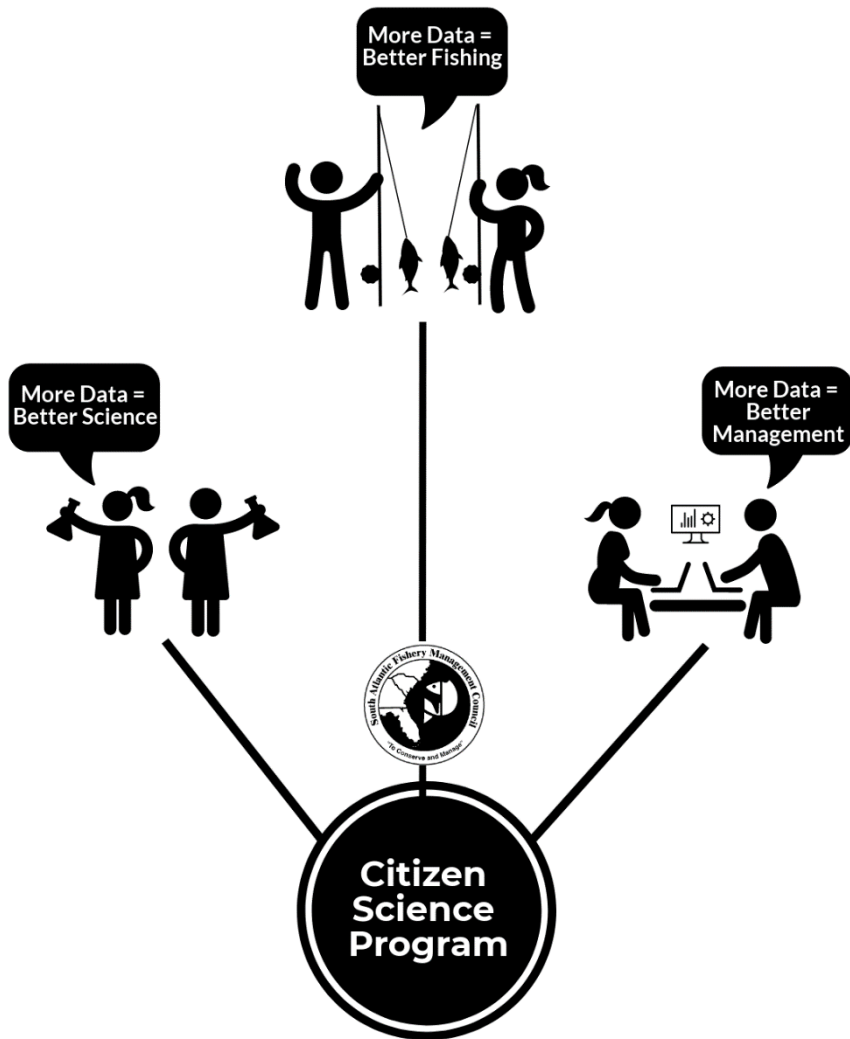 More Data =
Better Fishing
More Data =
Better Science
More Data =
Better
Management
South Atlantic Fishery Management Council
"To Conserve and Manage"
Citizen
Science
Program